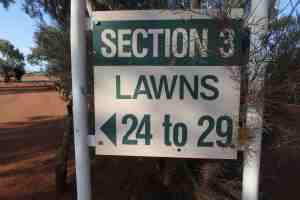 SECTION 3
LAWNS
◀ 24 to 29